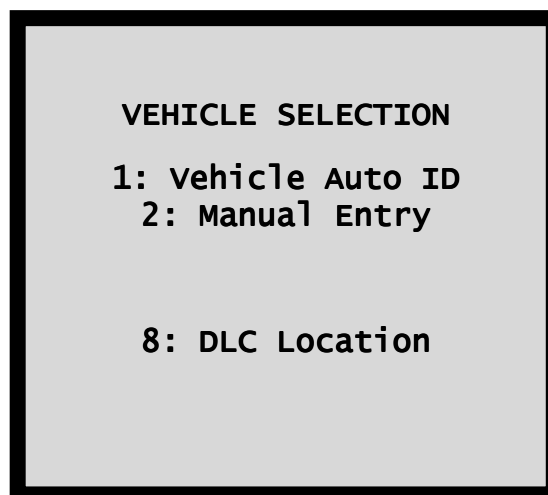 VEHICLE SELECTION
1: Vehicle Auto ID
2: Manual Entry
8: DLC Location